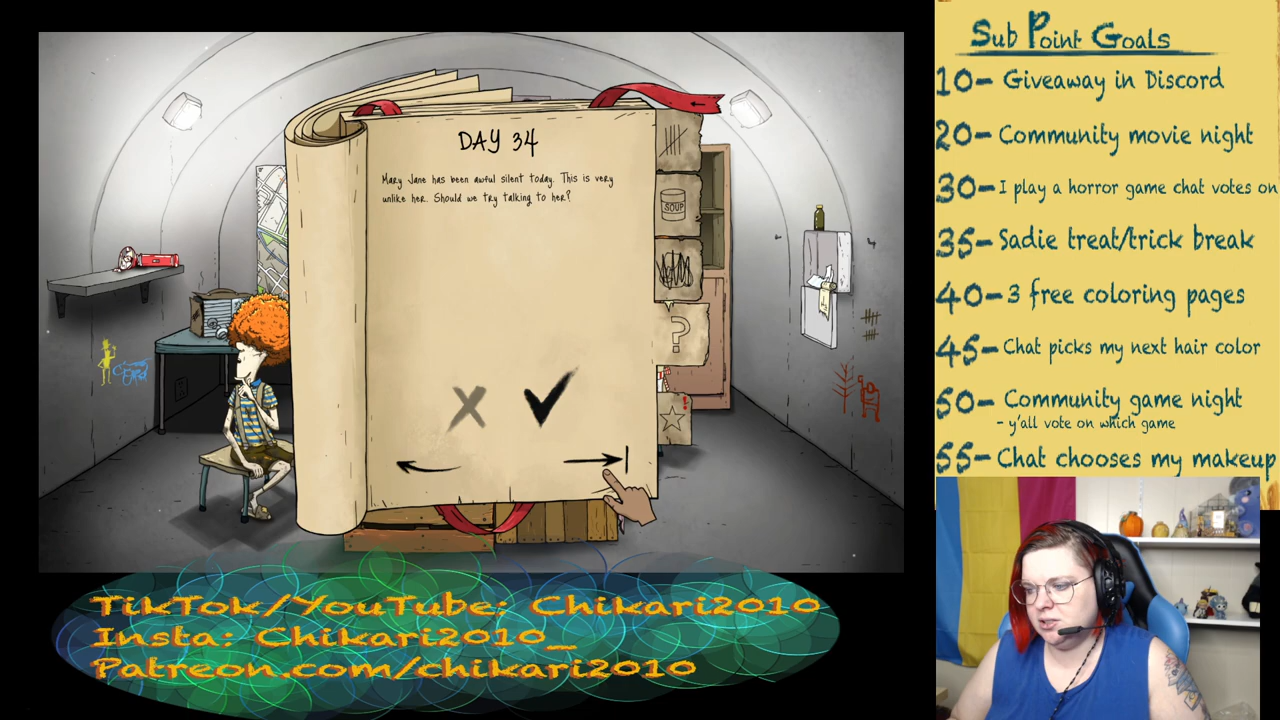 DAY 34
Mary Jane has been awful silent today. This is very
unlike her. Should we try talking to her?
SOUP
Sub Point Goals
10- Giveaway in Discord
20- Community movie night
30- I play a horror game chat votes on
35- Sadie treat/trick break
40- 3 free coloring pages
45- Chat picks my next hair color
50- Community game night
- y'all vote on which game
55- Chat chooses my makeup
TikTok/YouTube: Chikari2010
Insta: Chikari2010_
Patreon.com/chikari2010